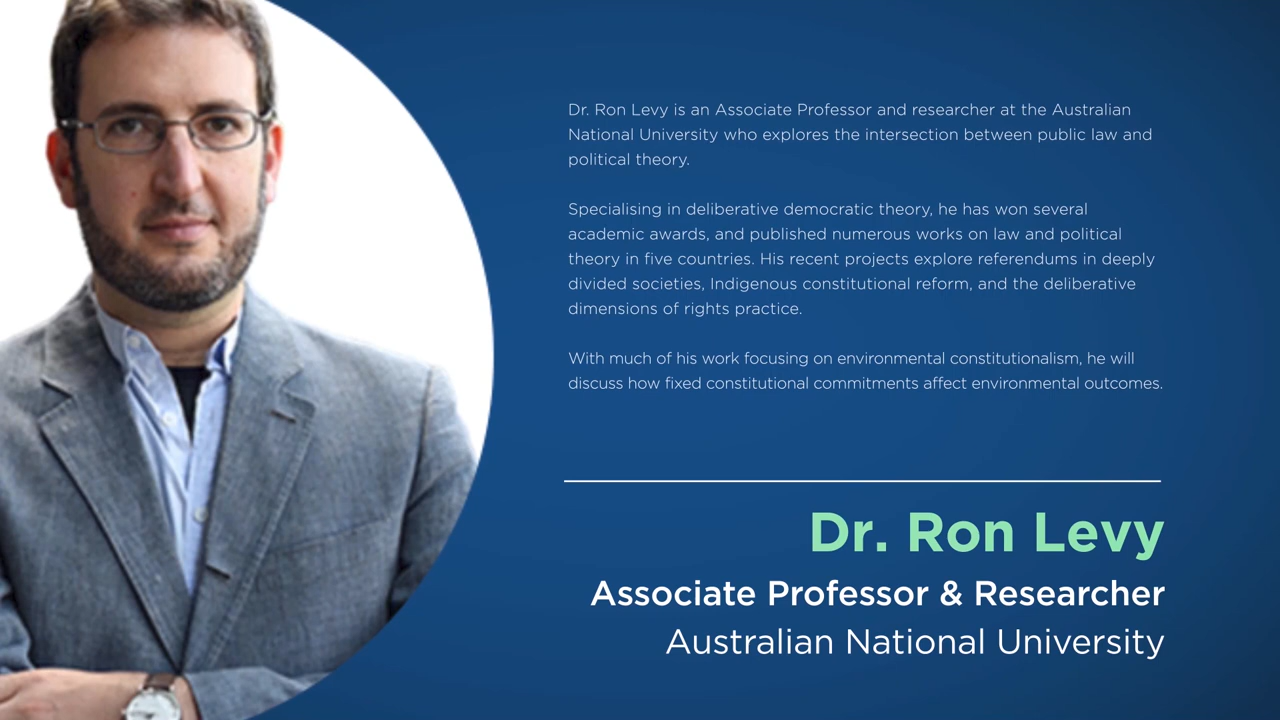 Dr. Ron Levy is an Associate Professor and researcher at the Australian
National University who explores the intersection between public law and
political theory.
Specialising in deliberative democratic theory, he has won several
academic awards, and published numerous works on law and political
theory in five countries. His recent projects explore referendums in deeply
divided societies, Indigenous constitutional reform, and the deliberative
dimensions of rights practice.
With much of his work focusing on environmental constitutionalism, he will
discuss how fixed constitutional commitments affect environmental outcomes.
Dr. Ron Levy
Associate Professor & Researcher
Australian National University